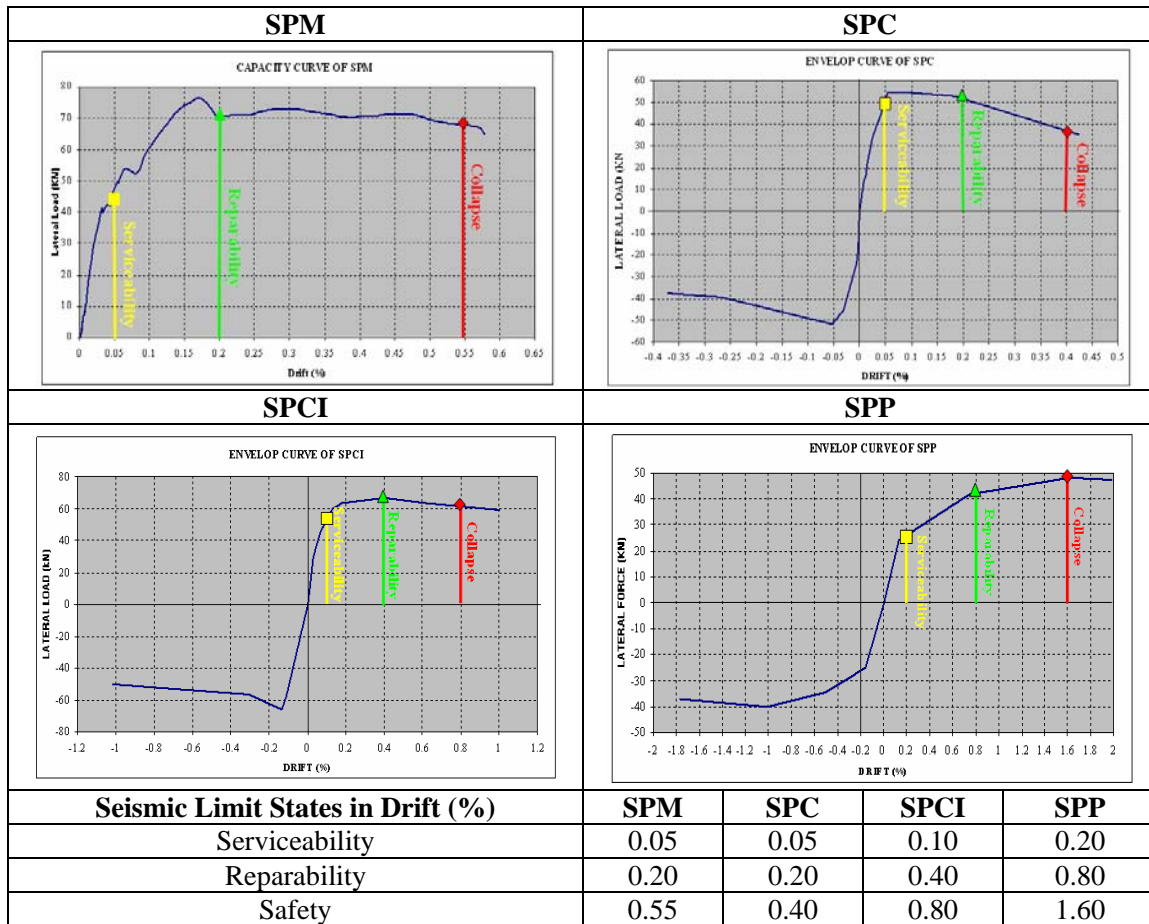 SPM
SPC
CAPACITY CURVE OF SPM
Lateral Load (KN)
80
70
60
50
40
30
20
10
0
0 0.05 0.1 0.15 0.2 0.25 0.3 0.35 0.4 0.45 0.5 0.55 0.6 0.65
Drift (%)
Serviceability
Reparability
Collapse
ENVELOP CURVE OF SPC
LATERAL LOAD (KN
60
50
40
30
20
10
0
-10
-20
-30
-40
-50
-60
-0.4 -0.35 -0.3 -0.25 -0.2 -0.15 -0.1 -0.05 0 0.05 0.1 0.15 0.2 0.25 0.3 0.35 0.4 0.45 0.5
DRIFT (%)
Serviceability
Reparability
Collapse
SPCI
SPP
ENVELOP CURVE OF SPCI
LATERAL LOAD (kN)
80
60
40
20
0
-20
-40
-60
-80
-1.2 -1 -0.8 -0.6 -0.4 -0.2 0 0.2 0.4 0.6 0.8 1 1.2
DRIFT (%)
Serviceability
Reparability
Collapse
ENVELOP CURVE OF SPP
LATERAL FORCE (KN)
50
40
30
20
10
0
-10
-20
-30
-40
-50
-2 -1.8 -1.6 -1.4 -1.2 -1 -0.8 -0.6 -0.4 -0.2 0 0.2 0.4 0.6 0.8 1 1.2 1.4 1.6 1.8 2
DRIFT (%)
Serviceability
Reparability
Collapse
Seismic Limit States in Drift (%) SPM SPC SPCI SPP
Serviceability 0.05 0.05 0.10 0.20
Reparability 0.20 0.20 0.40 0.80
Safety 0.55 0.40 0.80 1.60